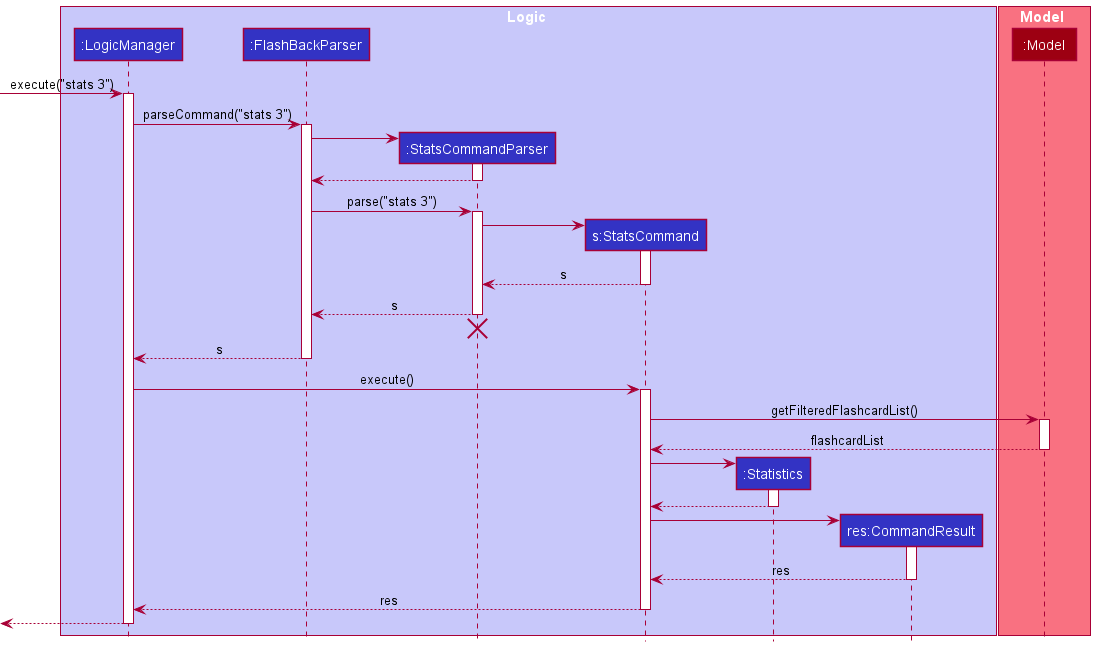 Logic
Model
:LogicManager
:FlashBackParser
:Model
execute("stats 3")
parseCommand("stats 3")
:StatsCommandParser
parse("stats 3")
s:StatsCommand
s
s
s
execute()
getFilteredFlashcardList()
flashcardList
:Statistics
res:CommandResult
res
res